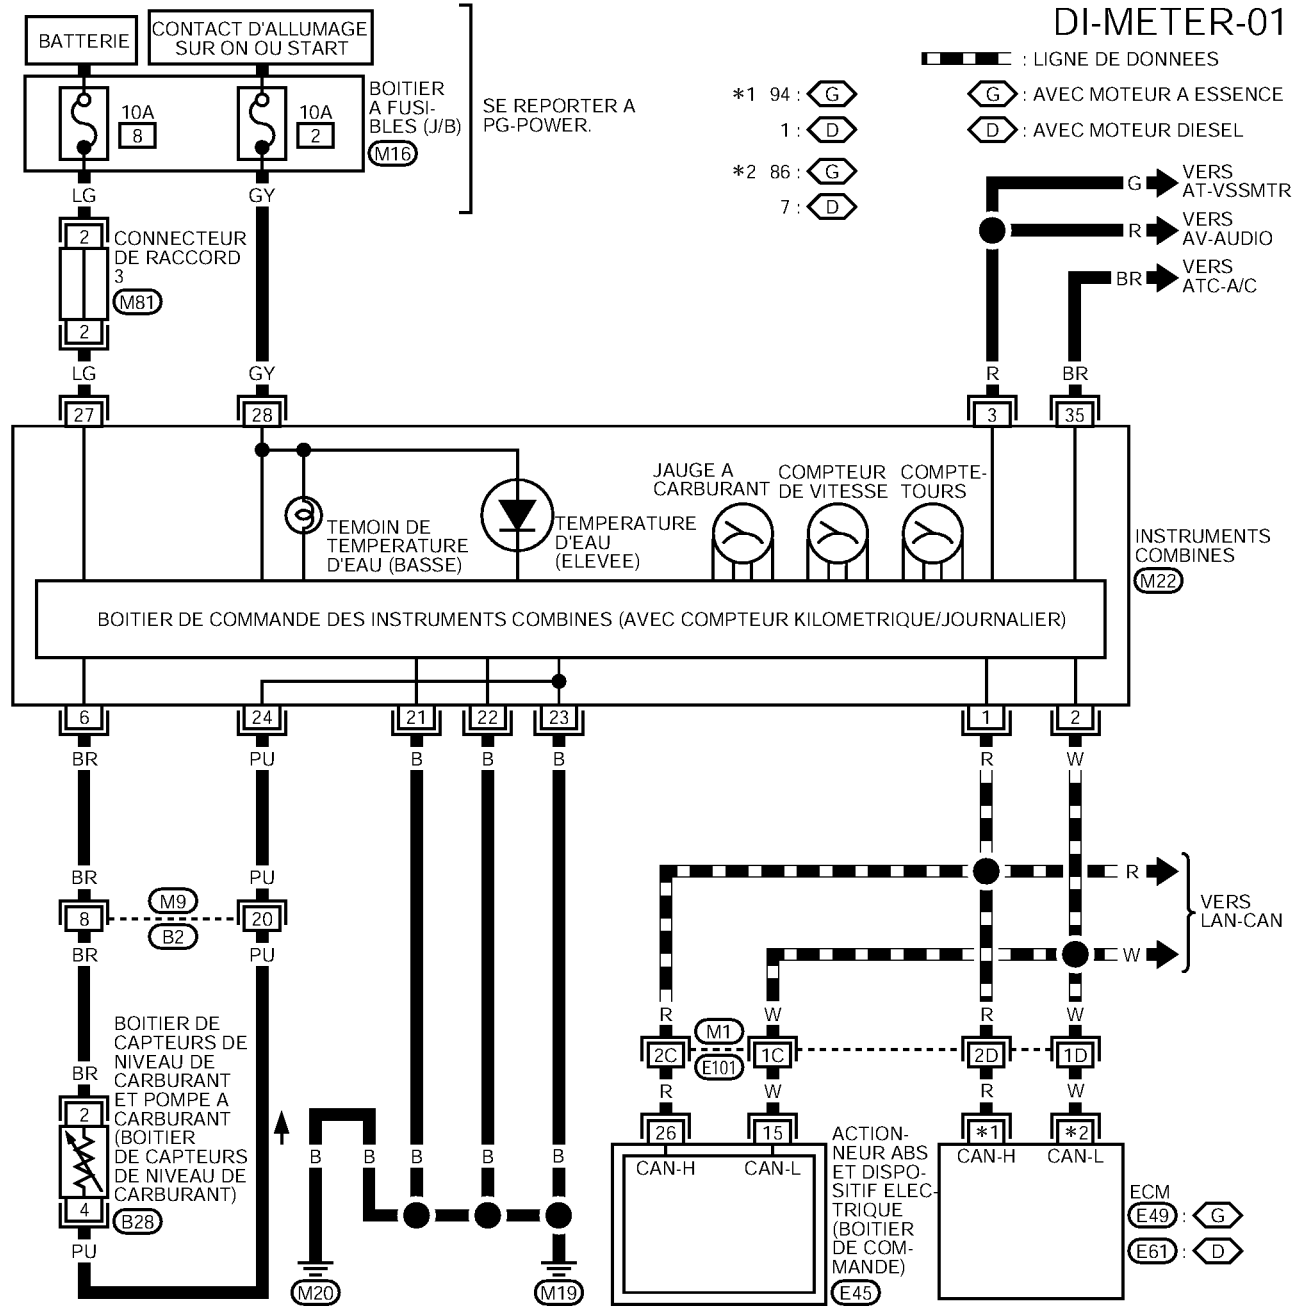 DI-METER-01
BATTERIE
CONTACT D'ALLUMAGE
SUR ON OU START
10A
8
10A
2
BOITIER
A FUSI-
BLES (J/B)
M16
SE REPORTER A
PG-POWER.
∗1 94 : G
1 : D
∗2 86 : G
7 : D
: LIGNE DE DONNEES
G : AVEC MOTEUR A ESSENCE
D : AVEC MOTEUR DIESEL
G
VERS
AT-VSSMTR
R
VERS
AV-AUDIO
BR
VERS
ATC-A/C
LG
GY
2
CONNECTEUR
DE RACCORD
3
M81
2
LG
GY
R
BR
27
28
3
35
JAUGE A
CARBURANT
COMPTEUR
DE VITESSE
COMPTE-
TOURS
TEMOIN DE
TEMPERATURE
D'EAU (BASSE)
TEMPERATURE
D'EAU
(ELEVEE)
INSTRUMENTS
COMBINES
M22
BOITIER DE COMMANDE DES INSTRUMENTS COMBINES (AVEC COMPTEUR KILOMETRIQUE/JOURNALIER)
6
24
21
22
23
1
2
BR
PU
B
B
B
R
W
BR
PU
R
W
VERS
LAN-CAN
8
M9
B2
20
BR
PU
BOITIER DE
CAPTEURS DE
NIVEAU DE
CARBURANT
ET POMPE A
CARBURANT
(BOITIER
DE CAPTEURS
DE NIVEAU DE
CARBURANT)
B28
BR
2
4
PU
B
B
B
B
B
M20
M19
R
W
R
W
2C
M1
E101
1C
2D
1D
R
W
R
W
26
15
∗1
∗2
CAN-H
CAN-L
CAN-H
CAN-L
ACTION-
NEUR ABS
ET DISPO-
SITIF ELEC-
TRIQUE
(BOITIER
DE COM-
MANDE)
E45
ECM
E49 : G
E61 : D